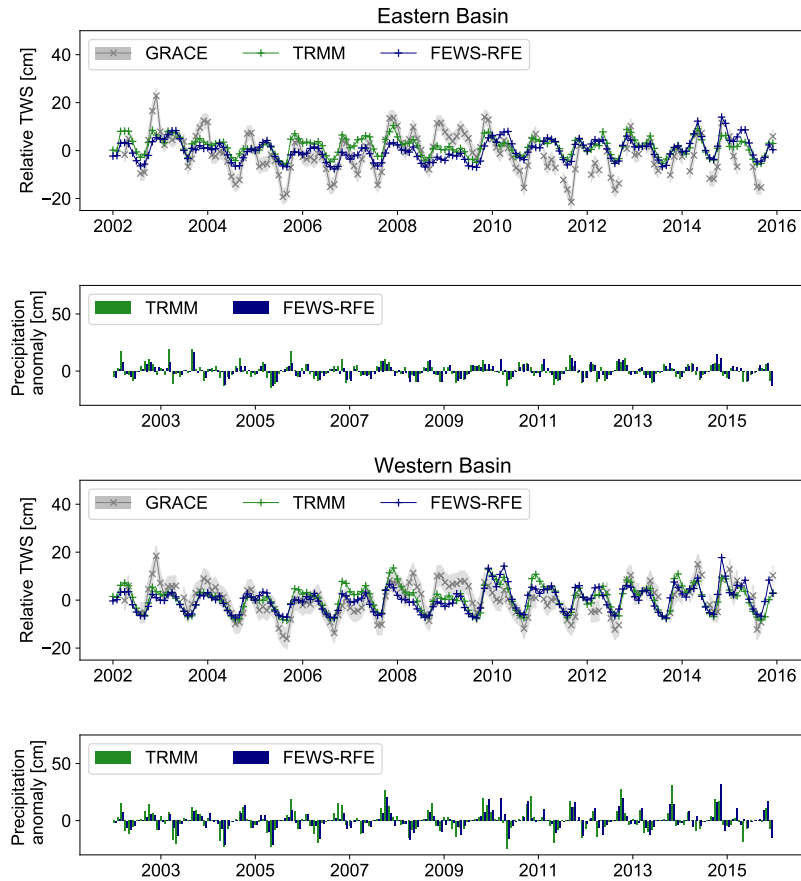 Eastern Basin
GRACE TRMM FEWS-RFE
Relative TWS [cm]
40
20
0
−20
2002 2004 2006 2008 2010 2012 2014 2016
TRMM FEWS-RFE
Precipitation
anomaly [cm]
50
0
2003 2005 2007 2009 2011 2013 2015
Western Basin
GRACE TRMM FEWS-RFE
Relative TWS [cm]
40
20
0
−20
2002 2004 2006 2008 2010 2012 2014 2016
TRMM FEWS-RFE
Precipitation
anomaly [cm]
50
0
2003 2005 2007 2009 2011 2013 2015